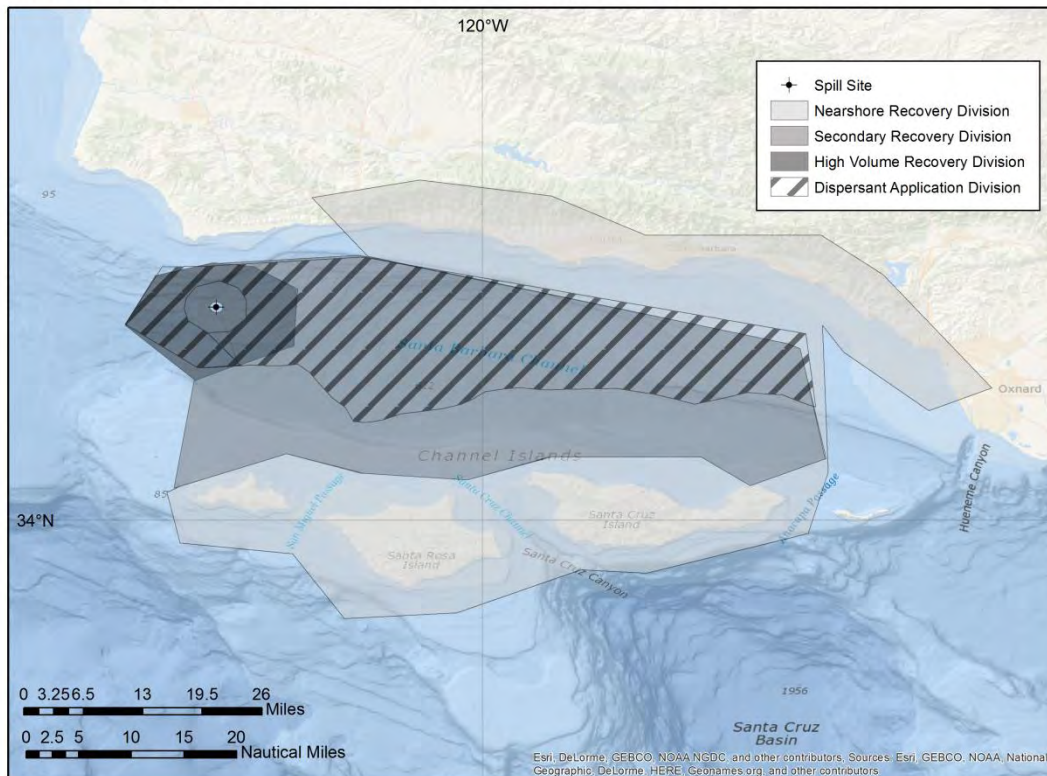 120°W
Spill Site
Nearshore Recovery Division
Secondary Recovery Division
High Volume Recovery Division
Dispersant Application Division
95
Santa Barbara Channel
Oxnard
Channel Islands
85
34°N
San Miguel Passage
Santa Cruz Channel
Santa Cruz
Island
Anacapa Passage
Hueneme Canyon
Santa Rosa
Island
Santa Cruz Canyon
0 3.25 6.5 13 19.5 26
Miles
0 2.5 5 10 15 20
Nautical Miles
1956
Santa Cruz
Basin
Esri, DeLorme, GEBCO, NOAA NGDC, and other contributors, Sources: Esri, GEBCO, NOAA, National
Geographic, DeLorme, HERE, Geonames.org, and other contributors